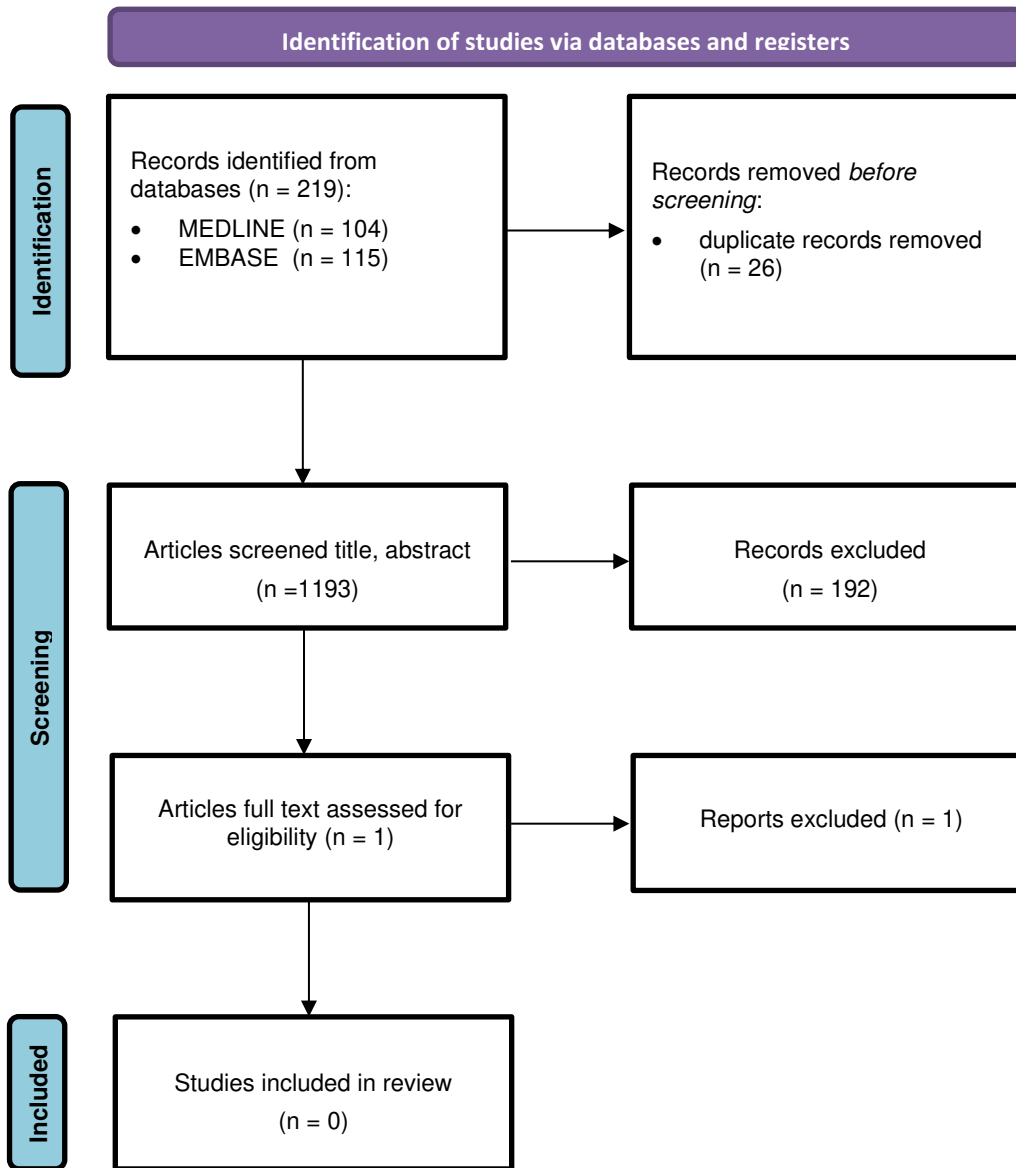 Identification of studies via databases and registers
Identification
Records identified from
databases (n = 219):
• MEDLINE (n = 104)
• EMBASE (n = 115)
Records removed before
screening:
• duplicate records removed
(n = 26)
Screening
Articles screened title, abstract
(n =1193)
Records excluded
(n = 192)
Articles full text assessed for
eligibility (n = 1)
Reports excluded (n = 1)
Included
Studies included in review
(n = 0)